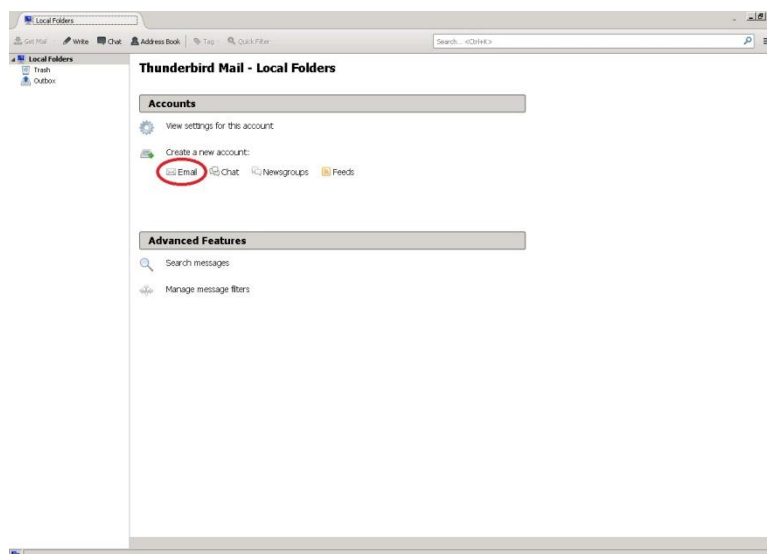 Local Folders
Get Mail Write Chat Address Book Tag Quick Filter Search... <Ctrl+K>
Local Folders
Trash
Outbox
Thunderbird Mail - Local Folders
Accounts
View settings for this account
Create a new account:
Email Chat Newsgroups Feeds
Advanced Features
Search messages
Manage message filters